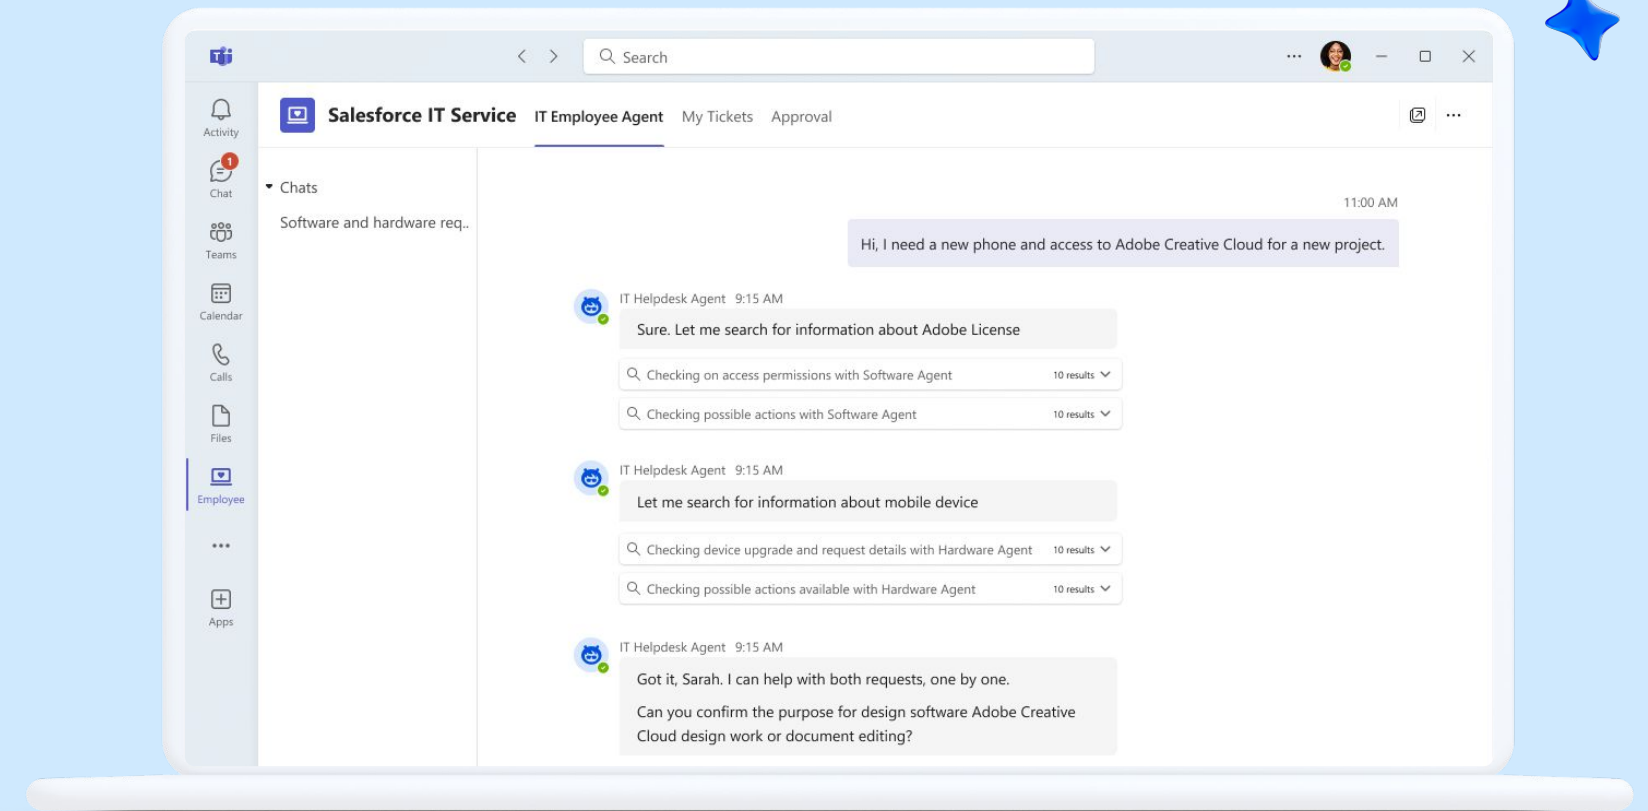 Search
Salesforce IT Service
IT Employee Agent
My Tickets
Approval
Activity
1
Chat
Teams
Calendar
Calls
Files
Employee
Apps
Chats
Software and hardware req..
11:00 AM
Hi, I need a new phone and access to Adobe Creative Cloud for a new project.
IT Helpdesk Agent 9:15 AM
Sure. Let me search for information about Adobe License
Checking on access permissions with Software Agent 10 results
Checking possible actions with Software Agent 10 results
IT Helpdesk Agent 9:15 AM
Let me search for information about mobile device
Checking device upgrade and request details with Hardware Agent 10 results
Checking possible actions available with Hardware Agent 10 results
IT Helpdesk Agent 9:15 AM
Got it, Sarah. I can help with both requests, one by one.
Can you confirm the purpose for design software Adobe Creative
Cloud design work or document editing?